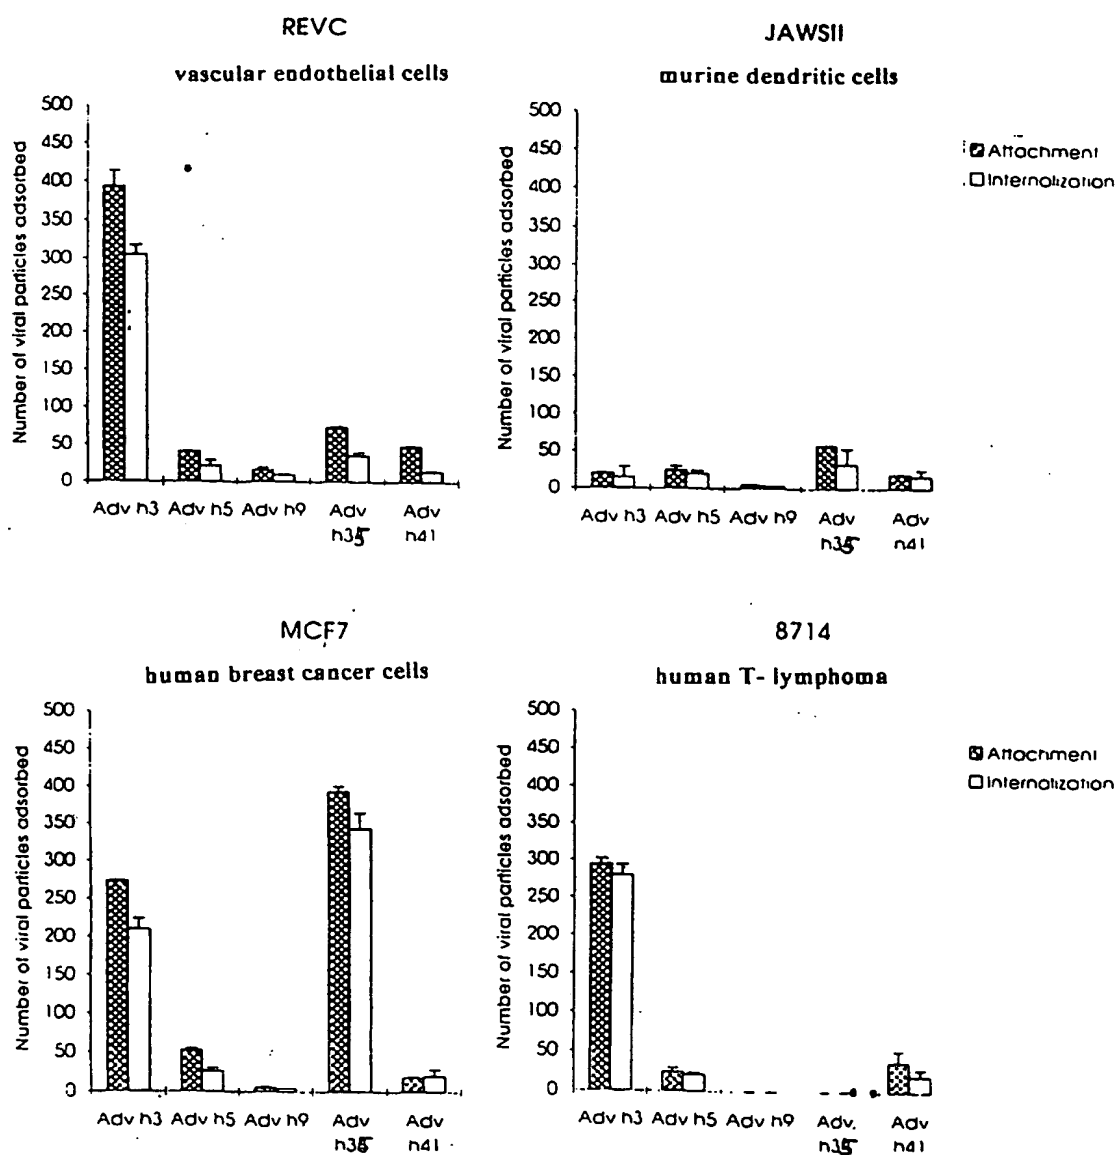 REVC
vascular endothelial cells
Number of viral particles adsorbed
500
450
400
350
300
250
200
150
100
50
0
Adv h3 Adv h5 Adv h9 Adv h35 Adv h41
JAWSII
murine dendritic cells
Number of viral particles adsorbed
500
450
400
350
300
250
200
150
100
50
0
Adv h3 Adv h5 Adv h9 Adv h35 Adv h41
Attachment
Internalization
MCF7
human breast cancer cells
Number of viral particles adsorbed
500
450
400
350
300
250
200
150
100
50
0
Adv h3 Adv h5 Adv h9 Adv h35 Adv h41
8714
human T- lymphoma
Number of viral particles adsorbed
500
450
400
350
300
250
200
150
100
50
0
Adv h3 Adv h5 Adv h9 Adv. h35 Adv h41
Attachment
Internalization